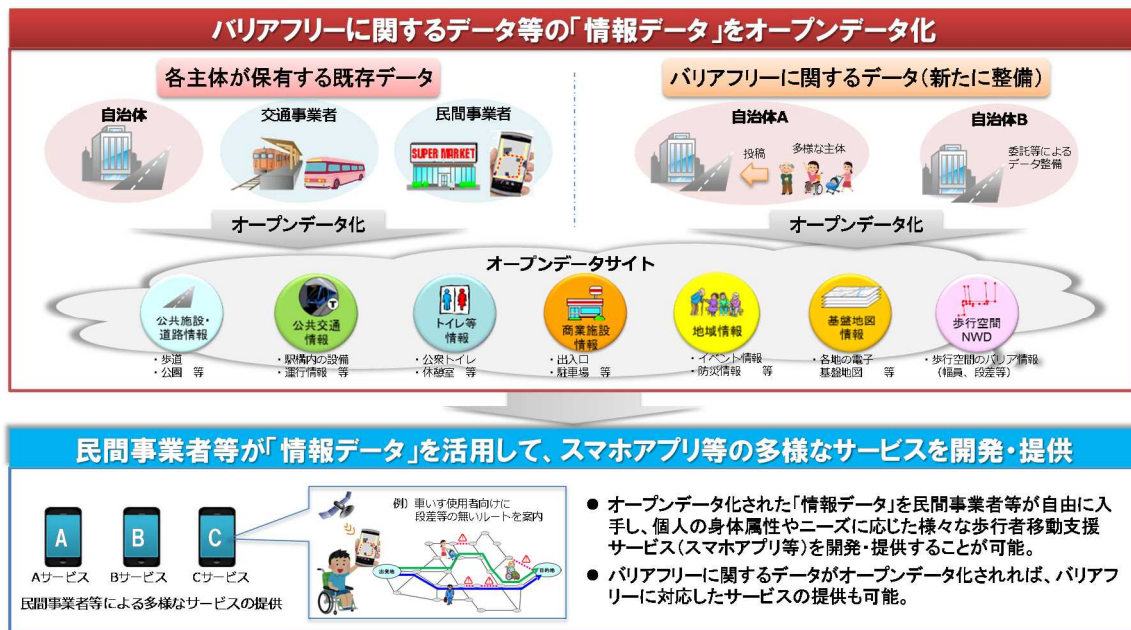 バリアフリーに関するデータ等の「情報データ」をオープンデータ化
各主体が保有する既存データ
バリアフリーに関するデータ(新たに整備)
自治体
交通事業者
民間事業者
SUPER MARKET
自治体A
投稿
多様な主体
自治体B
委託等による
データ整備
オープンデータ化
オープンデータ化
オープンデータサイト
公共施設・
道路情報
・歩道
・公園 等
T
公共交通
情報
・駅構内の設備
・運行情報 等
トイレ等
情報
・公衆トイレ
・休憩室 等
商業施設
情報
・出入口
・駐車場 等
地域情報
・イベント情報
・防災情報 等
基盤地図
情報
・各地の電子
基盤地図 等
歩行空間
NWD
・歩行空間のバリア情報
(幅員、段差等)
民間事業者等が「情報データ」を活用して、スマホアプリ等の多様なサービスを開発・提供
A
B
C
Aサービス
Bサービス
Cサービス
民間事業者等による多様なサービスの提供
例) 車いす使用者向けに
段差等の無いルートを案内
出発地
目的地
● オープンデータ化された「情報データ」を民間事業者等が自由に入
手し、個人の身体属性やニーズに応じた様々な歩行者移動支援
サービス(スマホアプリ等)を開発・提供することが可能。
● バリアフリーに関するデータがオープンデータ化されれば、バリアフ
リーに対応したサービスの提供も可能。